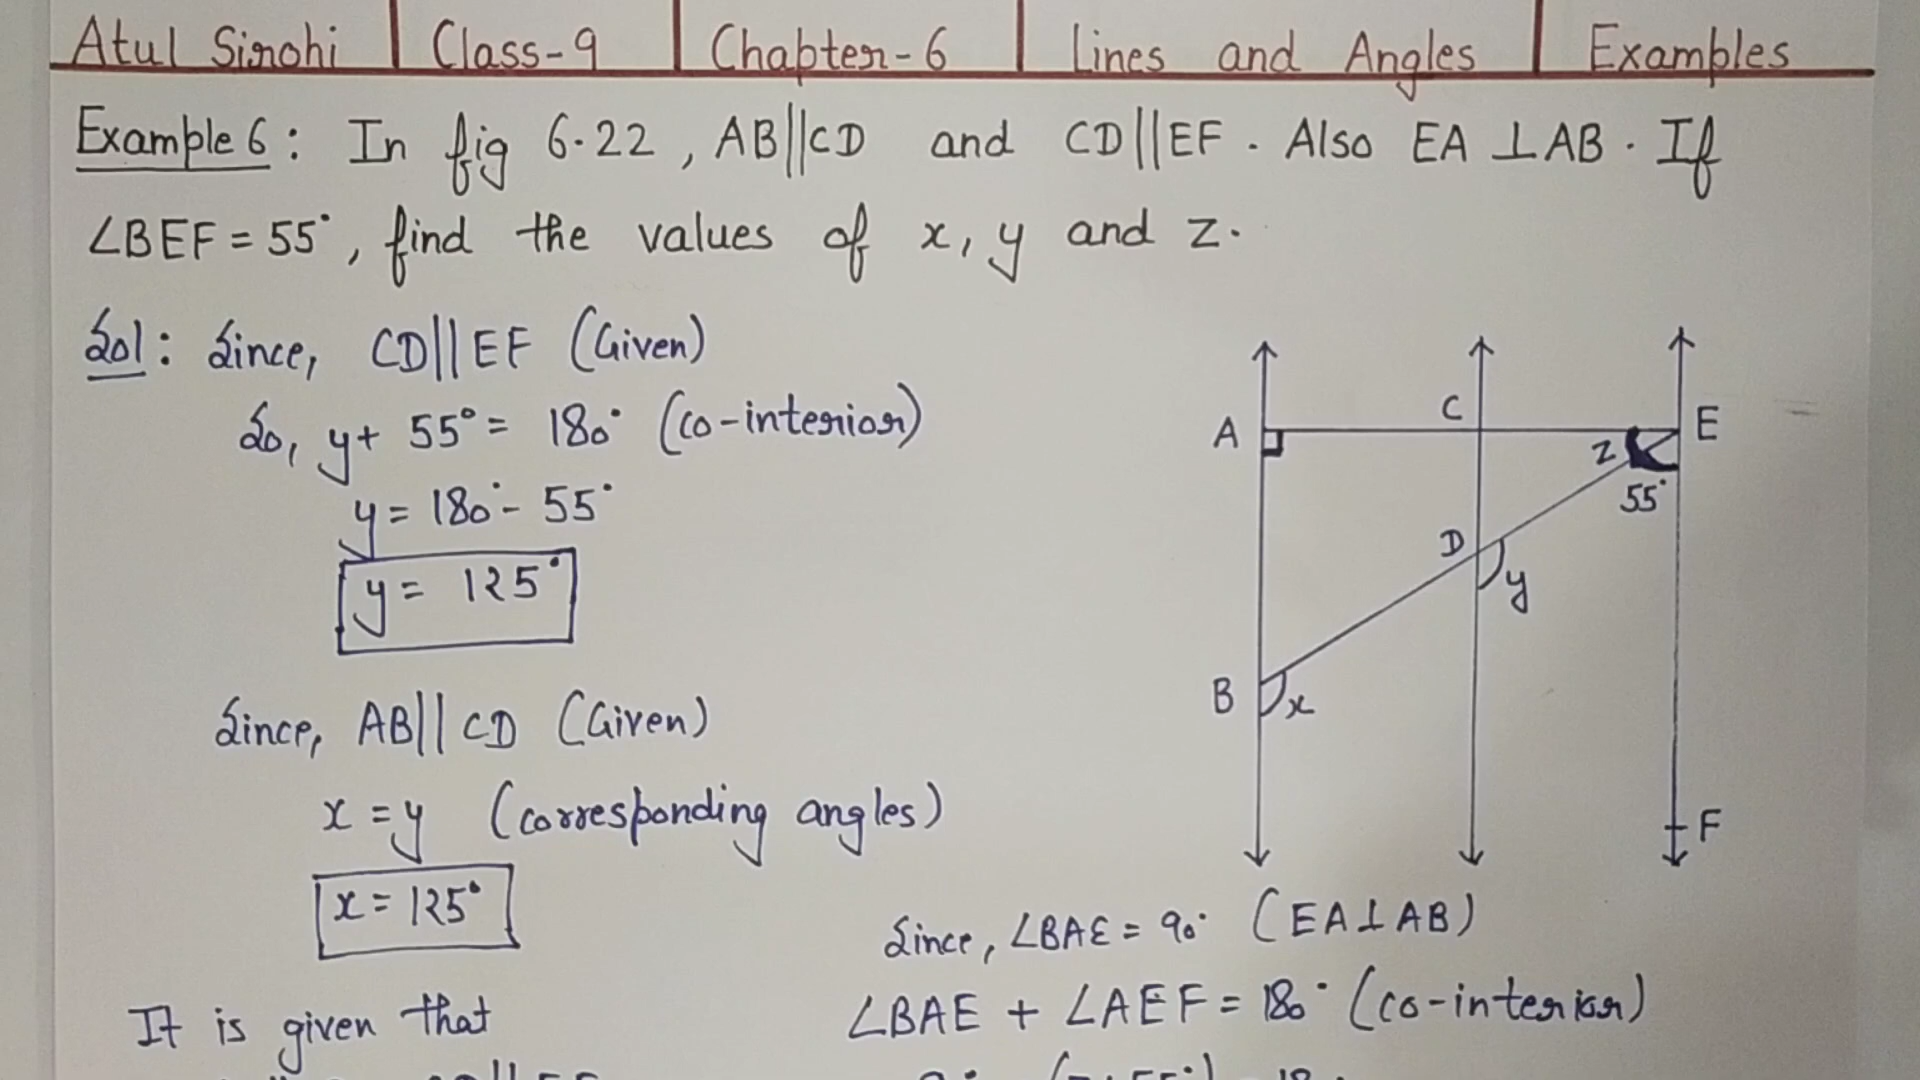 Atul Sirohi | Class-9 | Chapter-6 | Lines and Angles | Examples
Example 6: In fig 6.22, AB||CD and CD||EF. Also EA ⊥ AB. If
∠BEF = 55°, find the values of x, y and z.
Sol: Since, CD||EF (Given)
So, y + 55° = 180° (co-interior)
y = 180° - 55°
y = 125°
Since, AB||CD (Given)
x = y (corresponding angles)
x = 125°
It is given that
A
C
E
z
55°
D
y
B
x
F
Since, ∠BAE = 90° (EA ⊥ AB)
∠BAE + ∠AEF = 180° (co-interior)